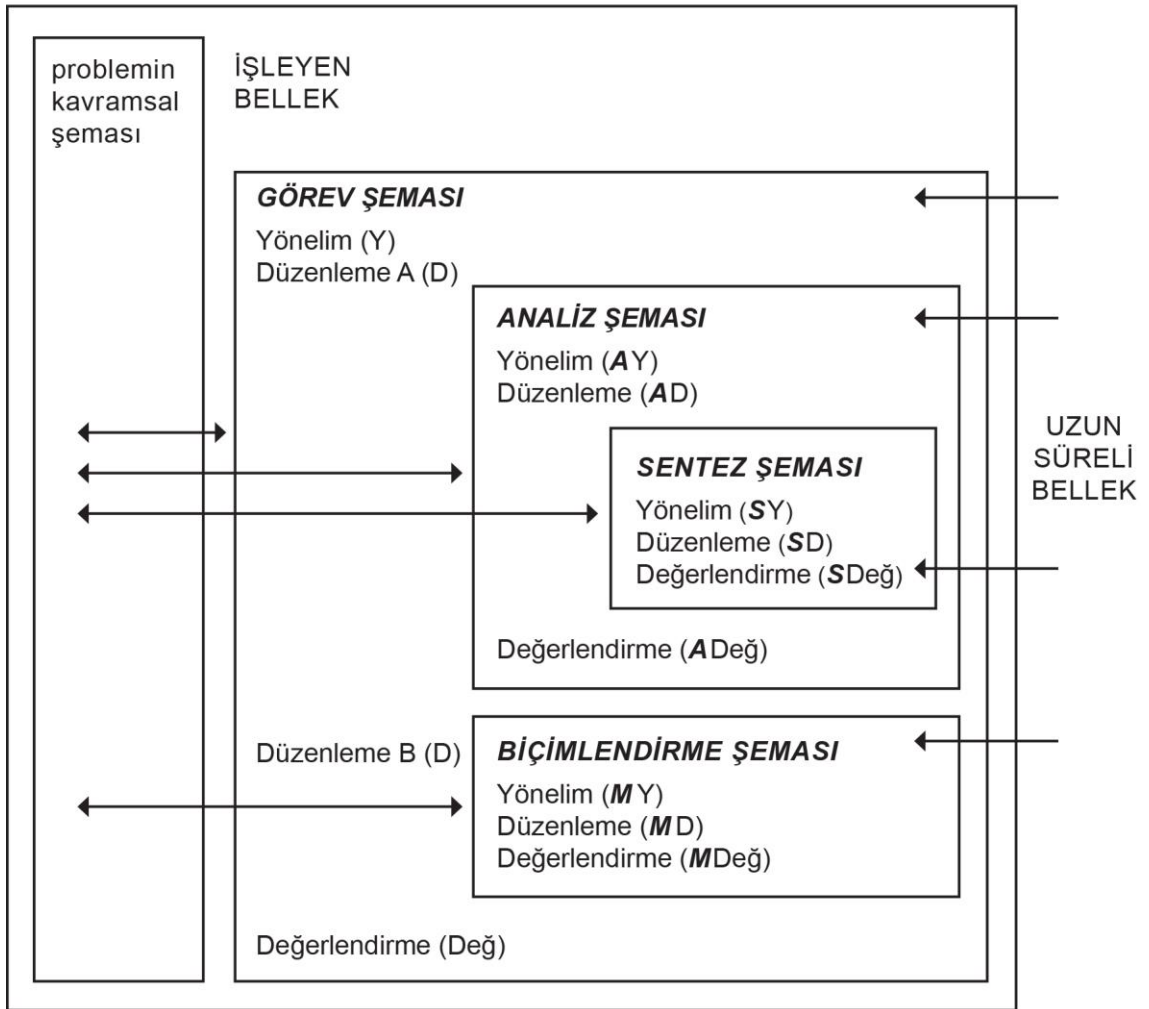 problemin
kavramsal
şeması
İŞLEYEN
BELLEK
GÖREV ŞEMASI
Yönelim (Y)
Düzenleme A (D)
ANALİZ ŞEMASI
Yönelim (AY)
Düzenleme (AD)
SENTEZ ŞEMASI
Yönelim (SY)
Düzenleme (SD)
Değerlendirme (SDeğ)
Değerlendirme (ADeğ)
UZUN
SÜRELİ
BELLEK
Düzenleme B (D)
BİÇİMLENDİRME ŞEMASI
Yönelim (M Y)
Düzenleme (M D)
Değerlendirme (MDeğ)
Değerlendirme (Değ)